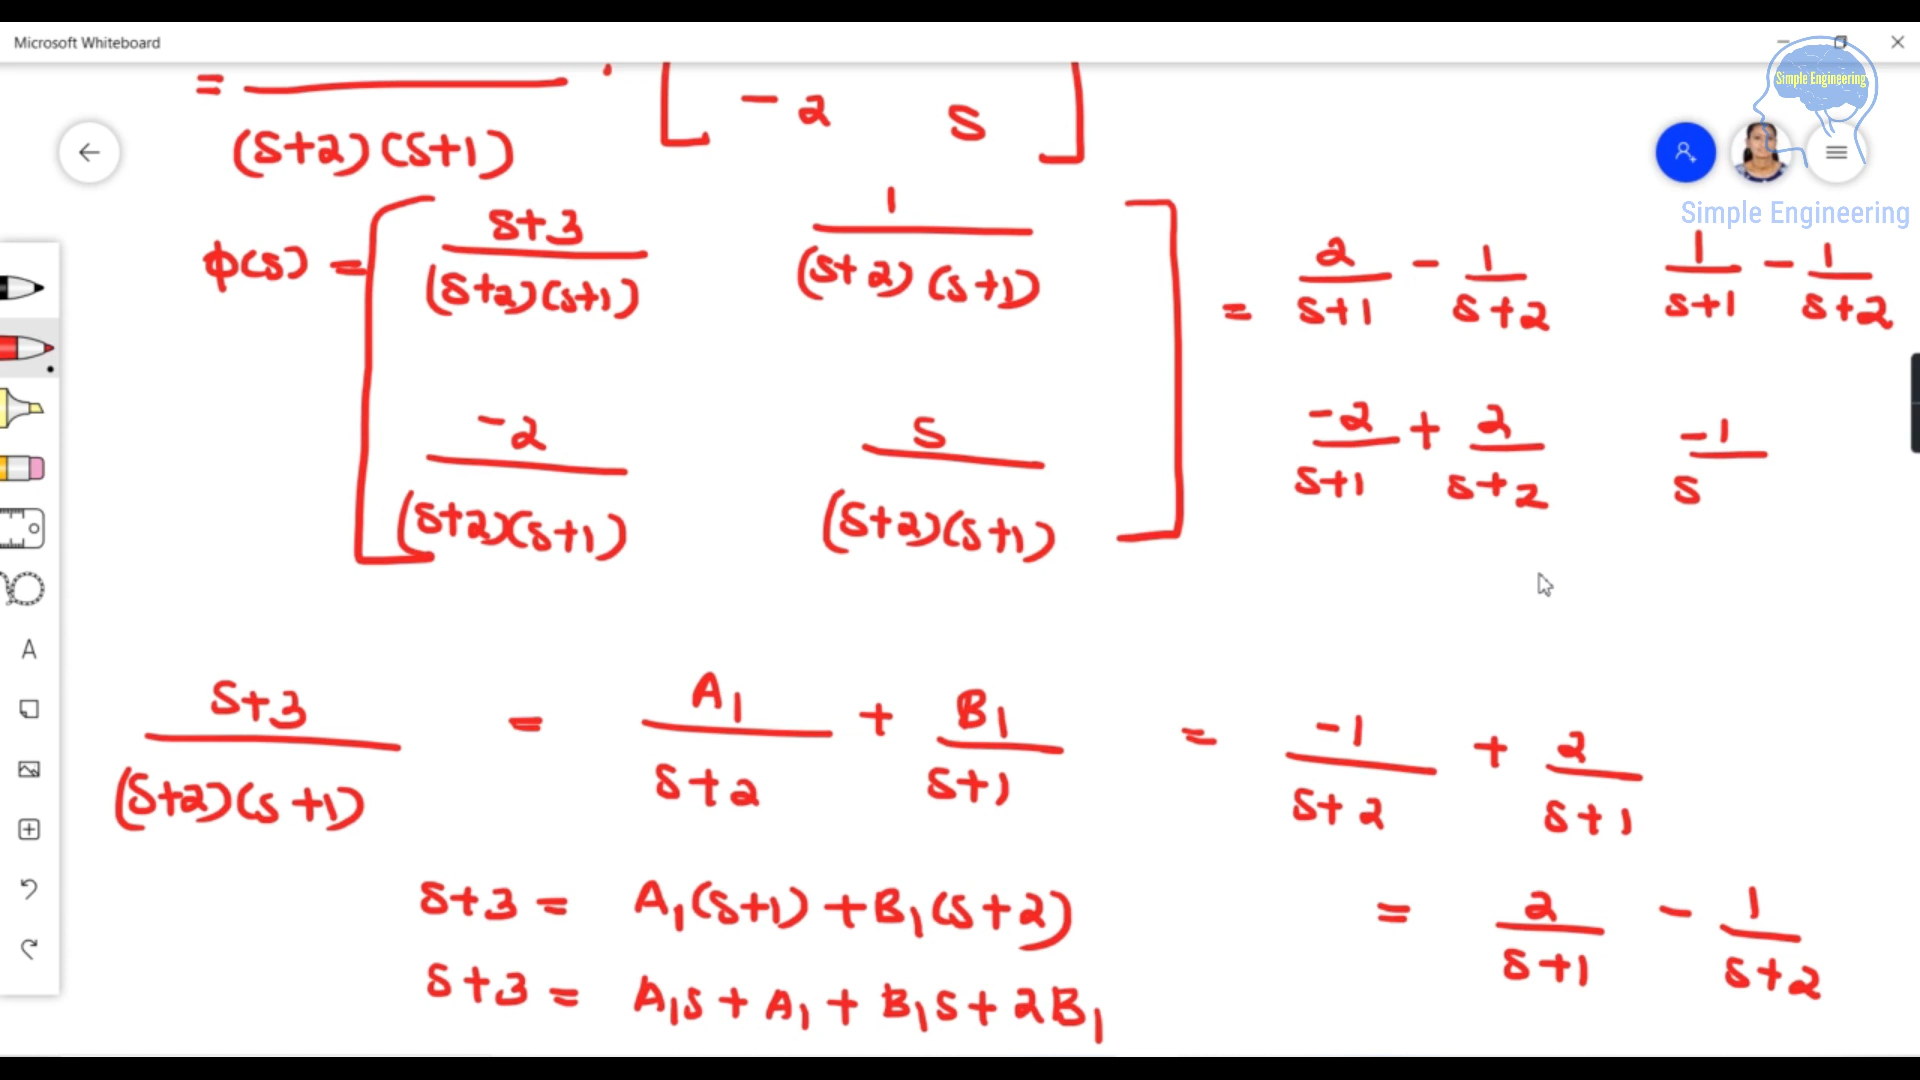 Microsoft Whiteboard
Simple Engineering
= / (s+2)(s+1) · [ -2 s ]
Simple Engineering
φ(s) = [ s+3/(s+2)(s+1) 1/(s+2)(s+1) = 2/s+1 - 1/s+2 1/s+1 - 1/s+2
-2/(s+2)(s+1) s/(s+2)(s+1) ] -2/s+1 + 2/s+2 -1/s
A
s+3/(s+2)(s+1) = A₁/s+2 + B₁/s+1 = -1/s+2 + 2/s+1
s+3 = A₁(s+1) + B₁(s+2) = 2/s+1 - 1/s+2
s+3 = A₁s + A₁ + B₁s + 2B₁